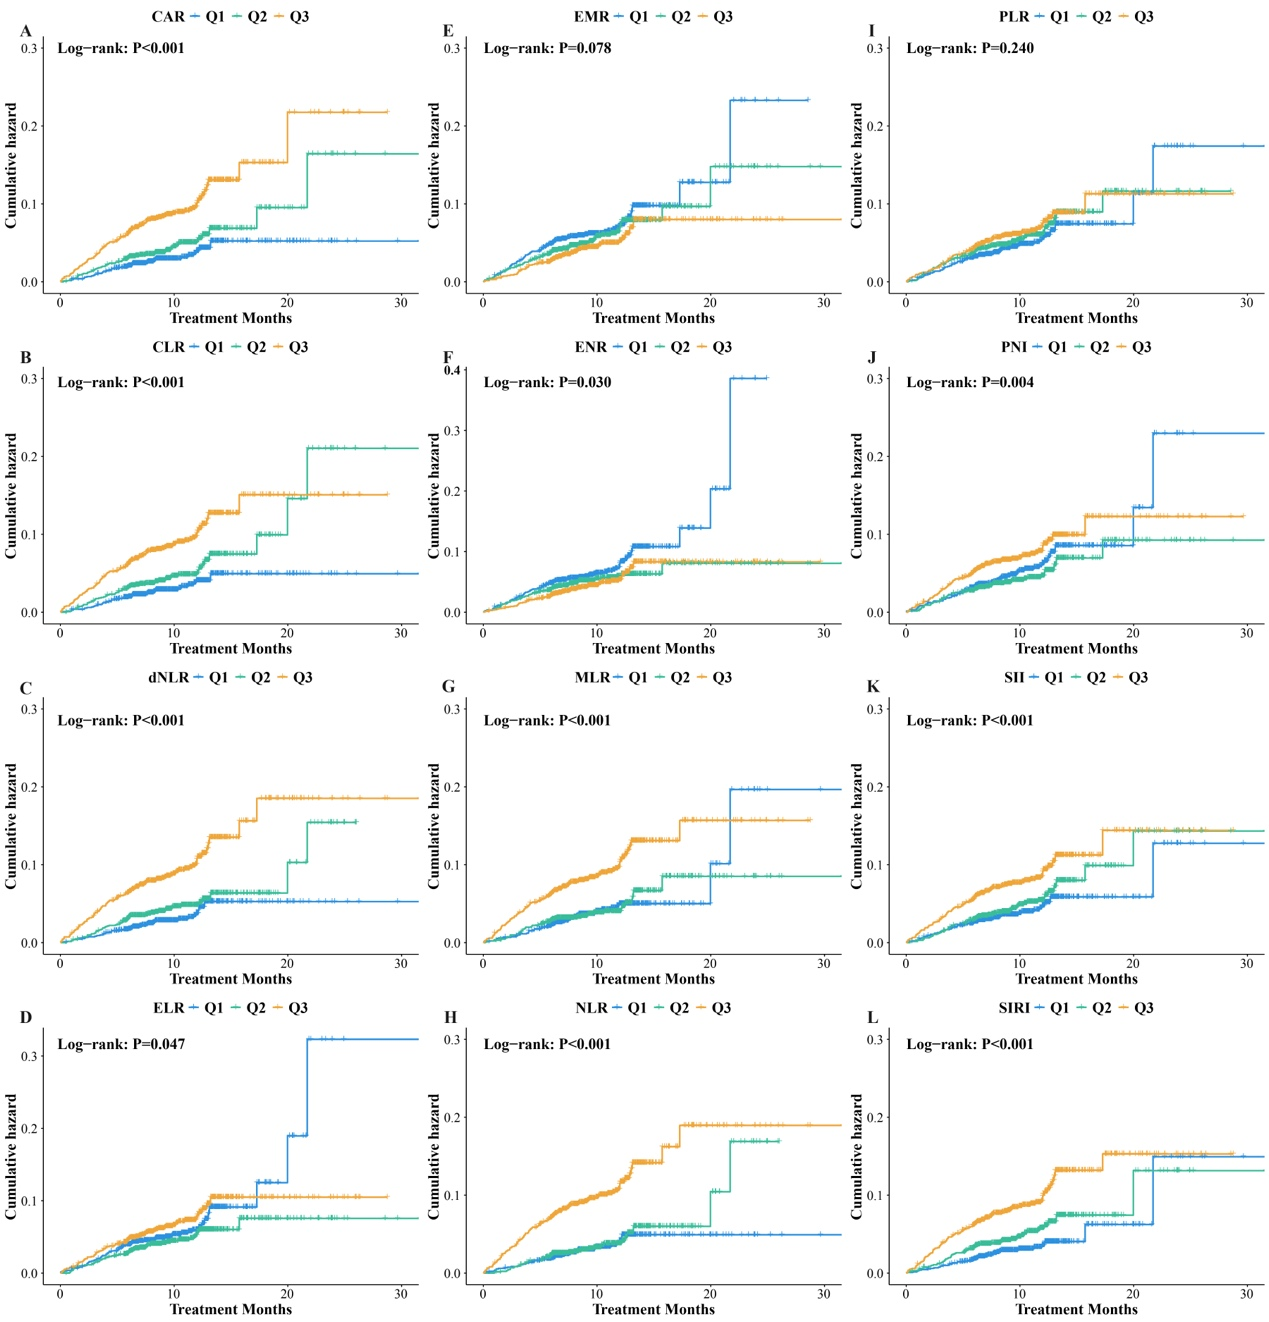 CAR Q1 Q2 Q3
A
Log−rank: P<0.001
0.3
0.2
0.1
0.0
Cumulative hazard
0 10 20 30
Treatment Months
EMR Q1 Q2 Q3
E
Log−rank: P=0.078
0.3
0.2
0.1
0.0
Cumulative hazard
0 10 20 30
Treatment Months
PLR Q1 Q2 Q3
I
Log−rank: P=0.240
0.3
0.2
0.1
0.0
Cumulative hazard
0 10 20 30
Treatment Months
CLR Q1 Q2 Q3
B
Log−rank: P<0.001
0.3
0.2
0.1
0.0
Cumulative hazard
0 10 20 30
Treatment Months
ENR Q1 Q2 Q3
F
Log−rank: P=0.030
0.4
0.3
0.2
0.1
0.0
Cumulative hazard
0 10 20 30
Treatment Months
PNI Q1 Q2 Q3
J
Log−rank: P=0.004
0.3
0.2
0.1
0.0
Cumulative hazard
0 10 20 30
Treatment Months
dNLR Q1 Q2 Q3
C
Log−rank: P<0.001
0.3
0.2
0.1
0.0
Cumulative hazard
0 10 20 30
Treatment Months
MLR Q1 Q2 Q3
G
Log−rank: P<0.001
0.3
0.2
0.1
0.0
Cumulative hazard
0 10 20 30
Treatment Months
SII Q1 Q2 Q3
K
Log−rank: P<0.001
0.3
0.2
0.1
0.0
Cumulative hazard
0 10 20 30
Treatment Months
ELR Q1 Q2 Q3
D
Log−rank: P=0.047
0.3
0.2
0.1
0.0
Cumulative hazard
0 10 20 30
Treatment Months
NLR Q1 Q2 Q3
H
Log−rank: P<0.001
0.3
0.2
0.1
0.0
Cumulative hazard
0 10 20 30
Treatment Months
SIRI Q1 Q2 Q3
L
Log−rank: P<0.001
0.3
0.2
0.1
0.0
Cumulative hazard
0 10 20 30
Treatment Months